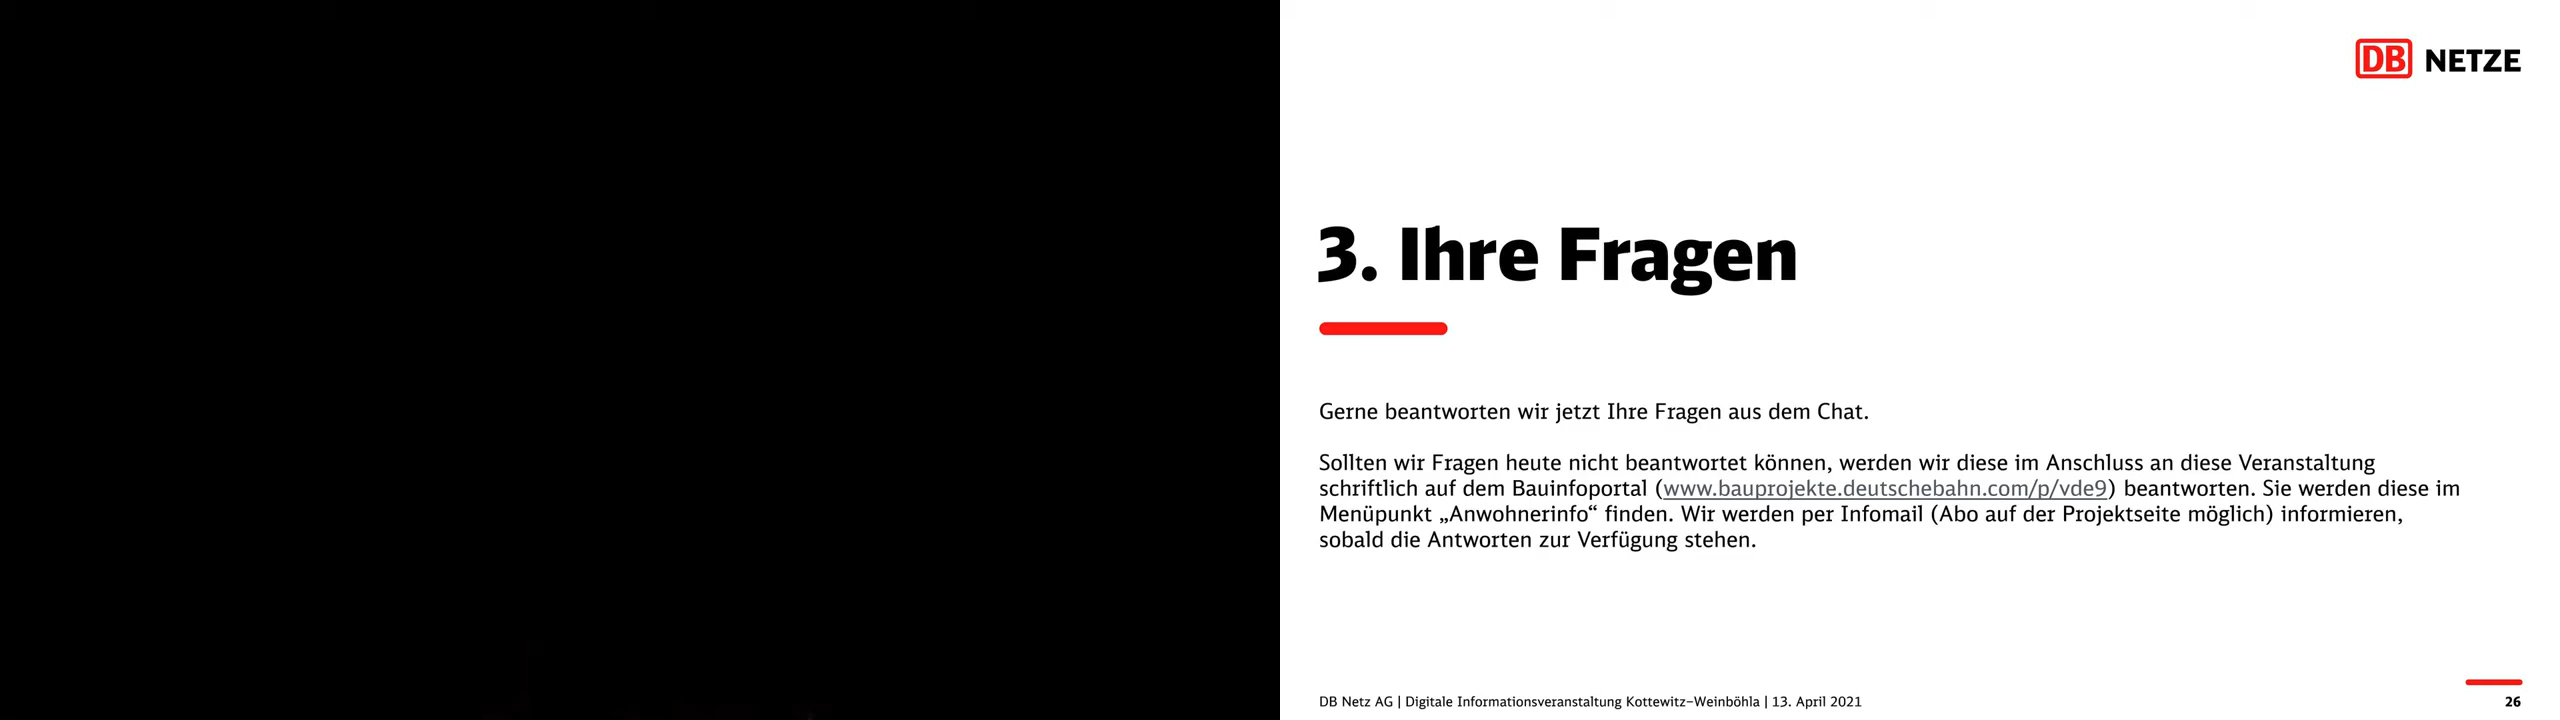 DB NETZE
3. Ihre Fragen
Gerne beantworten wir jetzt Ihre Fragen aus dem Chat.
Sollten wir Fragen heute nicht beantwortet können, werden wir diese im Anschluss an diese Veranstaltung
schriftlich auf dem Bauinfoportal (www.bauprojekte.deutschebahn.com/p/vde9) beantworten. Sie werden diese im
Menüpunkt „Anwohnerinfo“ finden. Wir werden per Infomail (Abo auf der Projektseite möglich) informieren,
sobald die Antworten zur Verfügung stehen.
DB Netz AG | Digitale Informationsveranstaltung Kottewitz–Weinböhla | 13. April 2021
26